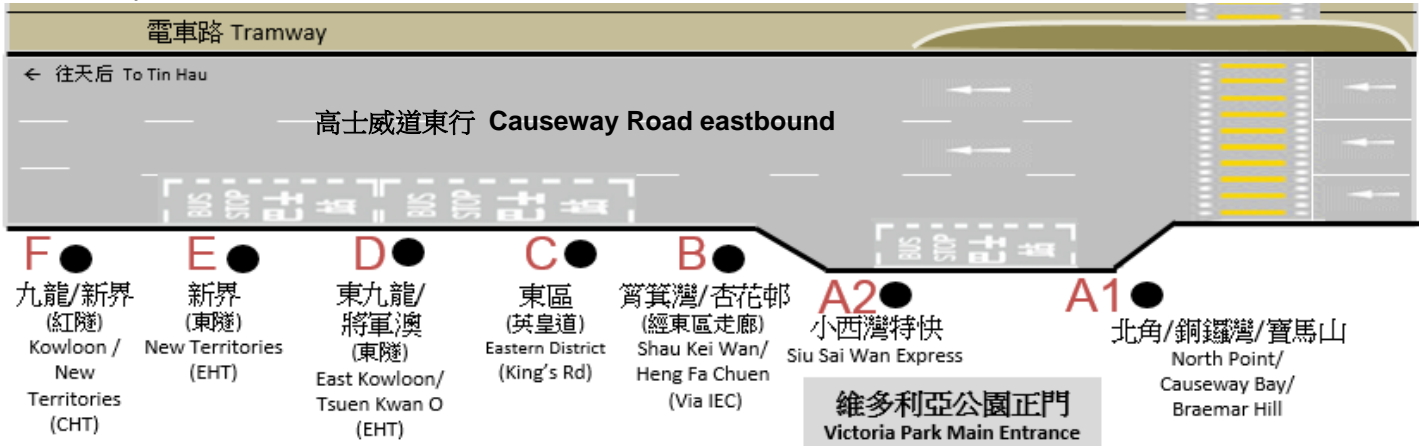 電車路 Tramway
← 往天后 To Tin Hau
高士威道東行 Causeway Road eastbound
BUS STOP 巴士站
BUS STOP 巴士站
BUS STOP 巴士站
F
九龍/新界
(紅隧)
Kowloon /
New
Territories
(CHT)
E
新界
(東隧)
New Territories
(EHT)
D
東九龍/
將軍澳
(東隧)
East Kowloon/
Tsuen Kwan O
(EHT)
C
東區
(英皇道)
Eastern District
(King's Rd)
B
筲箕灣/杏花邨
(經東區走廊)
Shau Kei Wan/
Heng Fa Chuen
(Via IEC)
A2
小西灣特快
Siu Sai Wan Express
A1
北角/銅鑼灣/寶馬山
North Point/
Causeway Bay/
Braemar Hill
維多利亞公園正門
Victoria Park Main Entrance